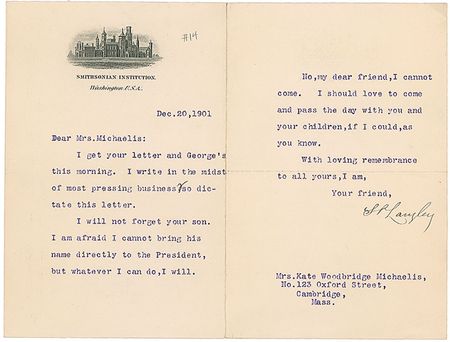 #14
SMITHSONIAN INSTITUTION.
Washington U.S.A.
Dec.20,1901
Dear Mrs.Michaelis:
I get your letter and George's
this morning. I write in the midst
of most pressing business,so dic-
tate this letter.
I will not forget your son.
I am afraid I cannot bring his
name directly to the President,
but whatever I can do,I will.
No,my dear friend,I cannot
come. I should love to come
and pass the day with you and
your children,if I could,as
you know.
With loving remembrance
to all yours,I am,
Your friend,
S.P. Langley
Mrs.Kate Woodbridge Michaelis,
No.123 Oxford Street,
Cambridge,
Mass.